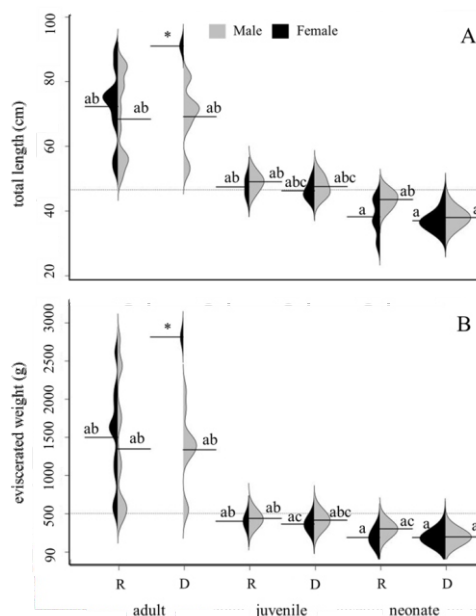 Male Female
A
total length (cm)
100
80
60
40
20
*
ab ab ab
ab ab abc abc
a ab a a
B
eviscerated weight (g)
3000
2500
2000
1500
1000
500
90
*
ab ab ab
ab ab ac abc
a ac a a
R D R D R D
adult juvenile neonate